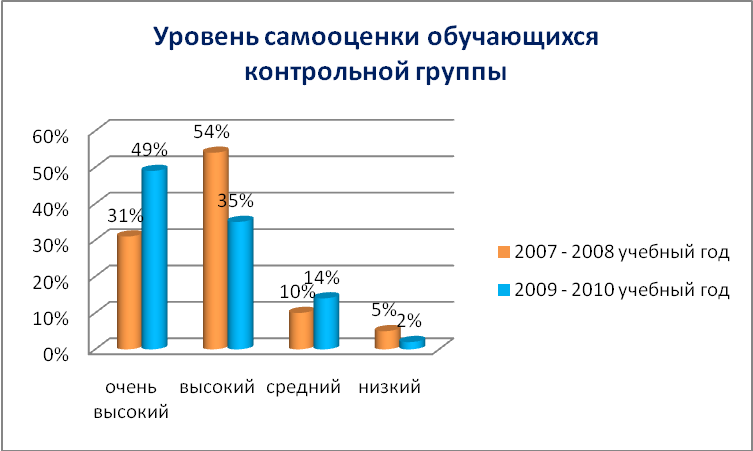 Уровень самооценки обучающихся
контрольной группы
60%
50%
40%
30%
20%
10%
0%
31%
49%
54%
35%
10%
14%
5%
2%
очень
высокий
высокий
средний
низкий
2007 - 2008 учебный год
2009 - 2010 учебный год